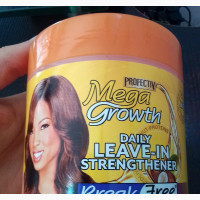 PROFECTIV
Mega
Growth
DAILY
LEAVE-IN
STRENGTHENER
Break Free